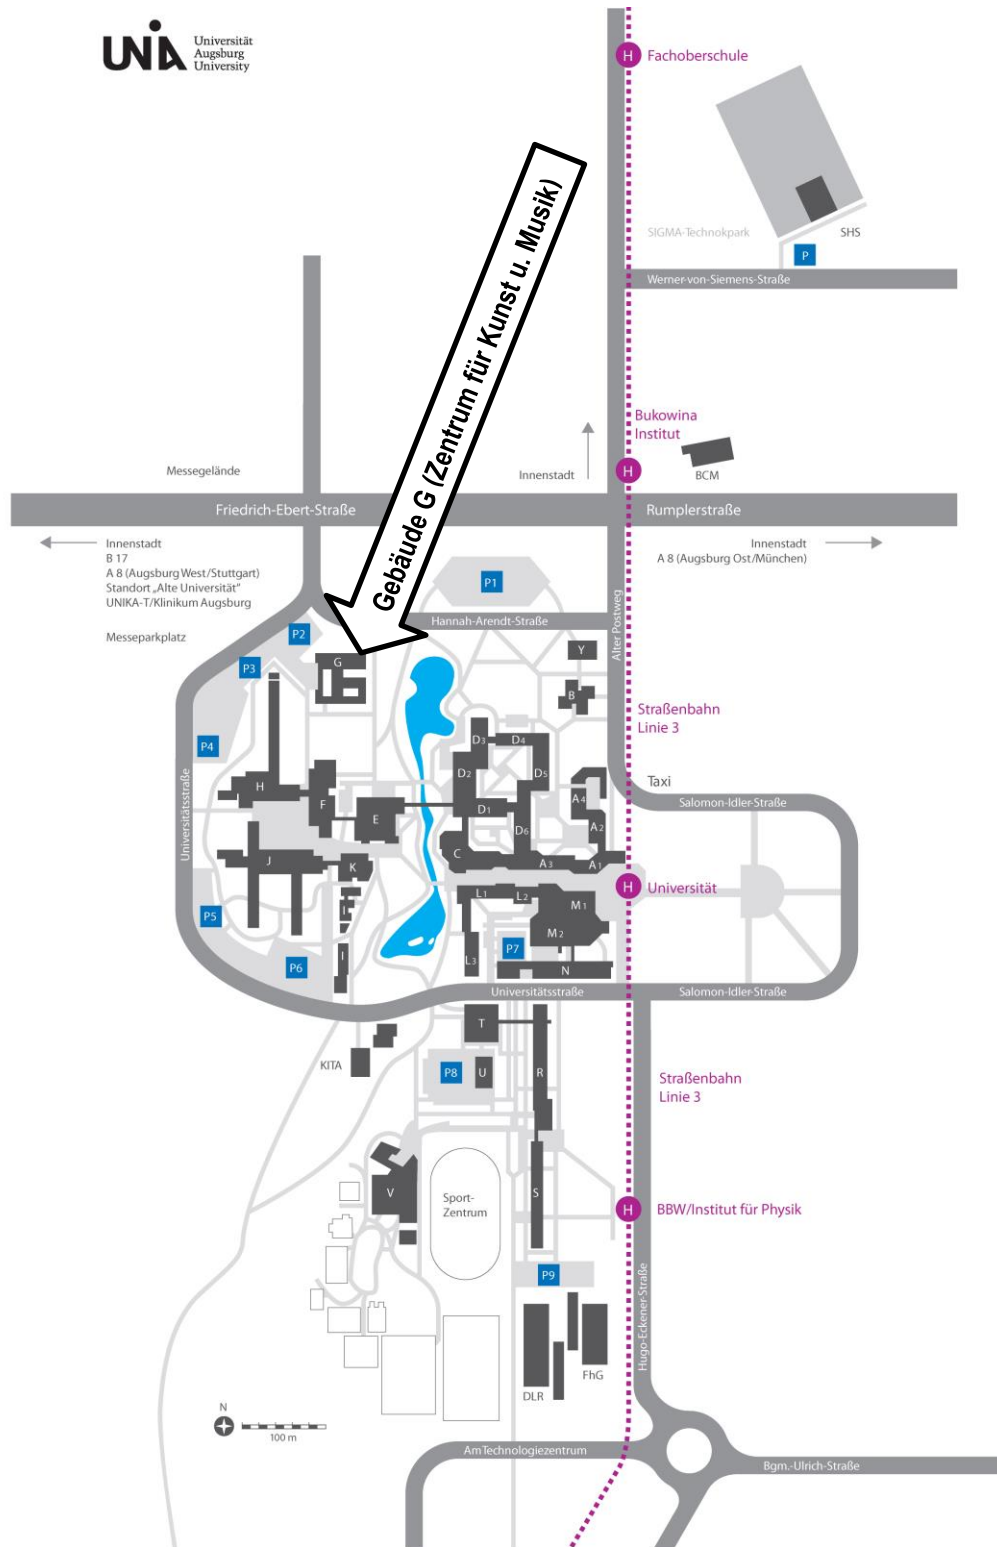 UNIA
Universität
Augsburg
University
H Fachoberschule
SIGMA-Technopark
SHS
P
Werner-von-Siemens-Straße
Gebäude G (Zentrum für Kunst u. Musik)
Bukowina
Institut
H
BCM
Messegelände
Innenstadt
Friedrich-Ebert-Straße
Rumplerstraße
Innenstadt
B 17
A 8 (Augsburg West/Stuttgart)
Standort „Alte Universität"
UNIKA-T/Klinikum Augsburg
Messeparkplatz
Innenstadt
A 8 (Augsburg Ost/München)
P1
Hannah-Arendt-Straße
Alter Postweg
P2
P3
P4
G
Y
B
Straßenbahn
Linie 3
Taxi
Salomon-Idler-Straße
Universitätsstraße
D3
D4
D2
D5
D1
D6
A4
A2
A3
A1
H
F
E
C
J
K
I
L1
L2
L3
M1
M2
N
H Universität
P5
P6
P7
Universitätsstraße
Salomon-Idler-Straße
KITA
T
P8
U
R
Straßenbahn
Linie 3
V
Sport-
Zentrum
S
H BBW/Institut für Physik
P9
Hugo-Eckener-Straße
DLR
FhG
N
100 m
Am Technologiezentrum
Bgm.-Ulrich-Straße